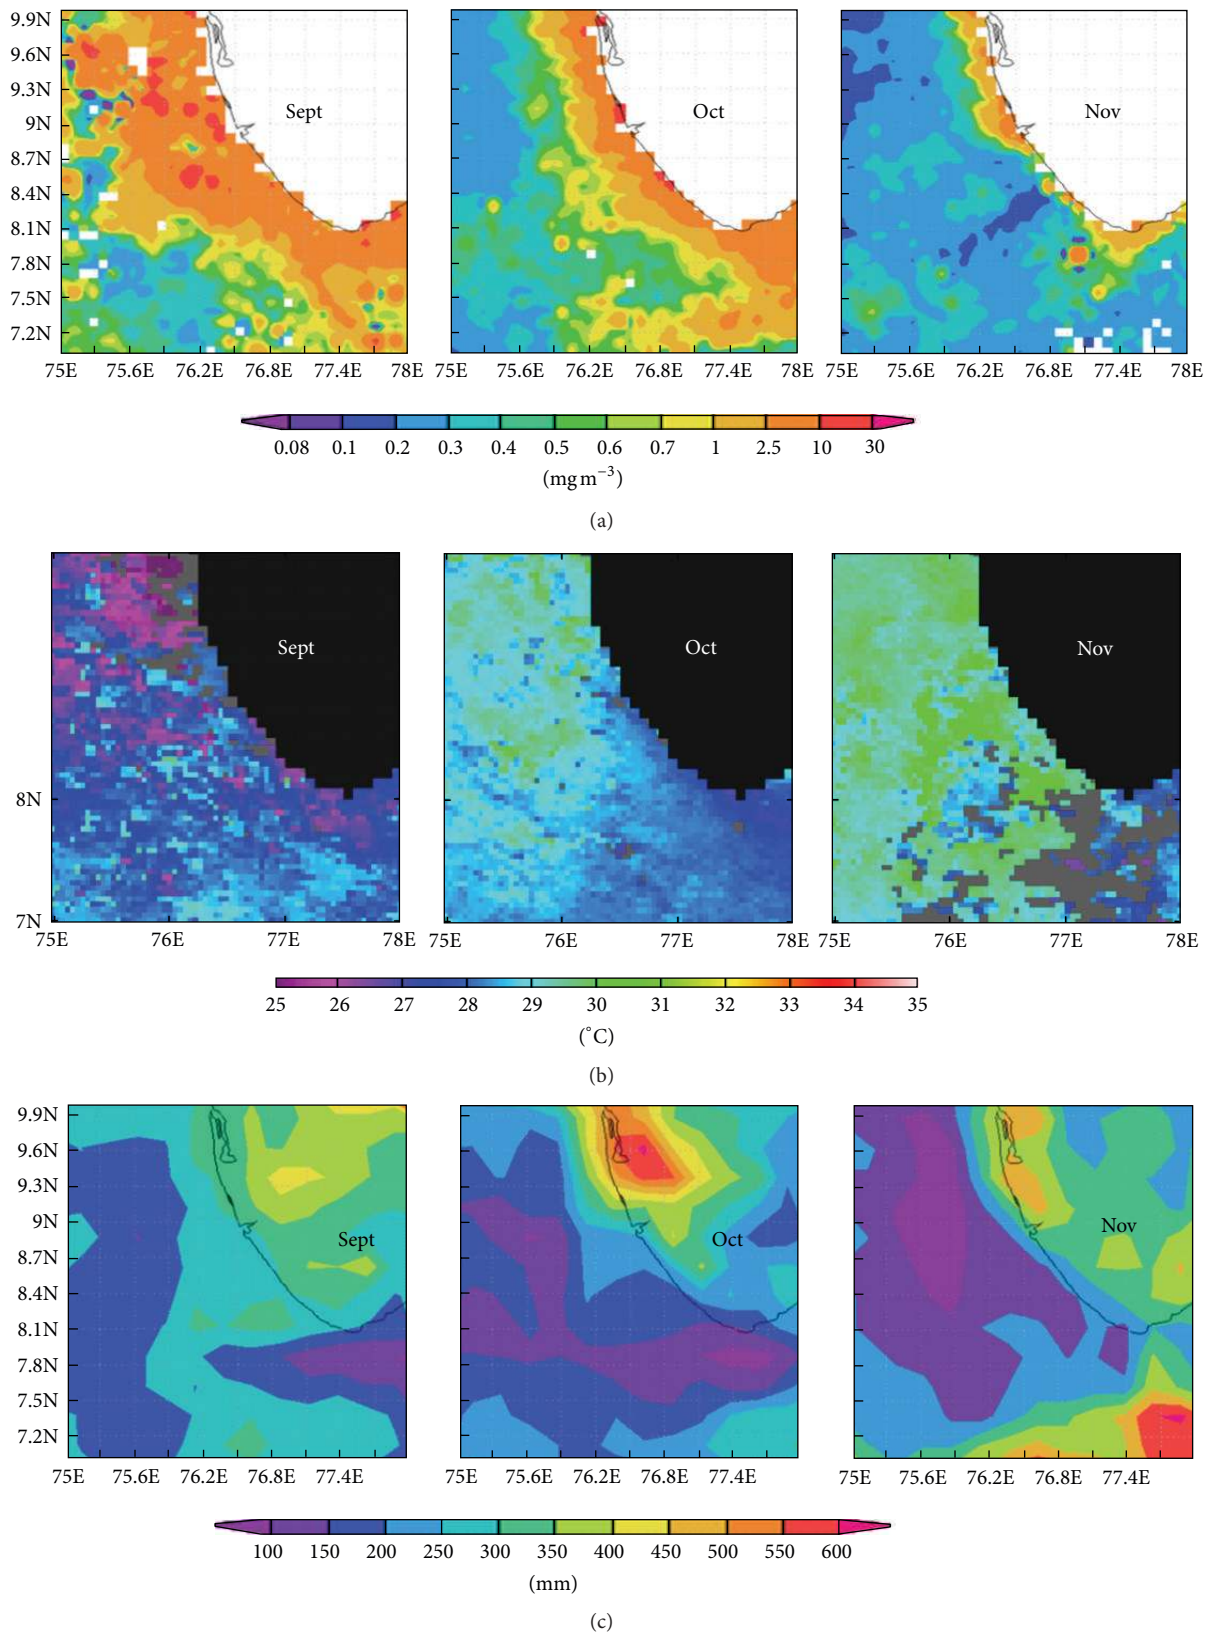 9.9N
9.6N
9.3N
9N
8.7N
8.4N
8.1N
7.8N
7.5N
7.2N
Sept
Oct
Nov
75E 75.6E 76.2E 76.8E 77.4E 78E
75E 75.6E 76.2E 76.8E 77.4E 78E
75E 75.6E 76.2E 76.8E 77.4E 78E
0.08 0.1 0.2 0.3 0.4 0.5 0.6 0.7 1 2.5 10 30
(mg m−3)
(a)
Sept
Oct
Nov
8N
7N
75E 76E 77E 78E
75E 76E 77E 78E
75E 76E 77E 78E
25 26 27 28 29 30 31 32 33 34 35
(°C)
(b)
9.9N
9.6N
9.3N
9N
8.7N
8.4N
8.1N
7.8N
7.5N
7.2N
Sept
Oct
Nov
75E 75.6E 76.2E 76.8E 77.4E
75E 75.6E 76.2E 76.8E 77.4E
75E 75.6E 76.2E 76.8E 77.4E
100 150 200 250 300 350 400 450 500 550 600
(mm)
(c)